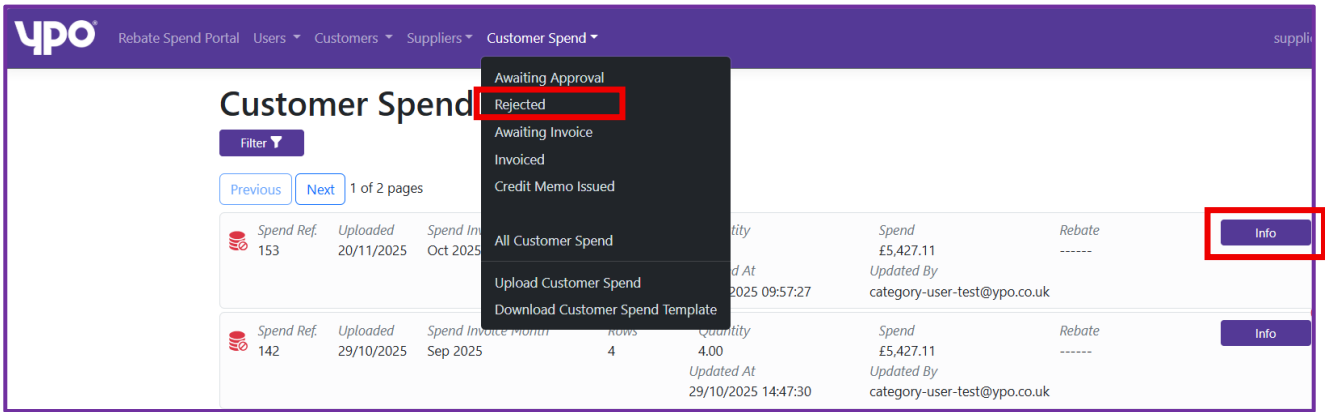 ypo® Rebate Spend Portal Users Customers Suppliers Customer Spend
Customer Spend
Awaiting Approval
Rejected
Awaiting Invoice
Invoiced
Credit Memo Issued
All Customer Spend
Upload Customer Spend
Download Customer Spend Template
Filter
Previous Next 1 of 2 pages
Spend Ref. Uploaded Spend Spend Rebate Info
153 20/11/2025 Oct 2025 £5,427.11 ------
Updated By
2025 09:57:27 category-user-test@ypo.co.uk
Spend Ref. Uploaded Spend Invoice Month Rows Quantity Spend Rebate Info
142 29/10/2025 Sep 2025 4 4.00 £5,427.11 ------
Updated At Updated By
29/10/2025 14:47:30 category-user-test@ypo.co.uk